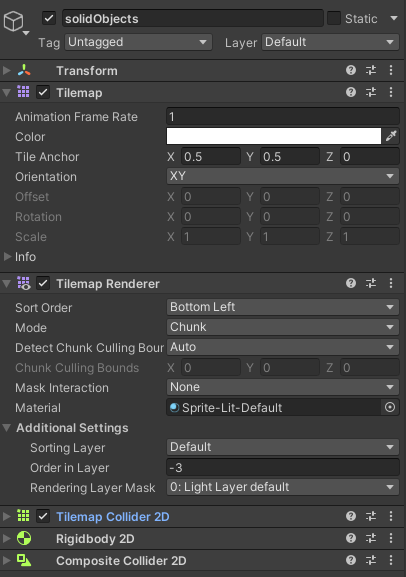 solidObjects Static
Tag Untagged Layer Default
Transform
Tilemap
Animation Frame Rate 1
Color
Tile Anchor X 0.5 Y 0.5 Z 0
Orientation XY
Offset X 0 Y 0 Z 0
Rotation X 0 Y 0 Z 0
Scale X 1 Y 1 Z 1
Info
Tilemap Renderer
Sort Order Bottom Left
Mode Chunk
Detect Chunk Culling Bour Auto
Chunk Culling Bounds X 0 Y 0 Z 0
Mask Interaction None
Material Sprite-Lit-Default
Additional Settings
Sorting Layer Default
Order in Layer -3
Rendering Layer Mask 0: Light Layer default
Tilemap Collider 2D
Rigidbody 2D
Composite Collider 2D